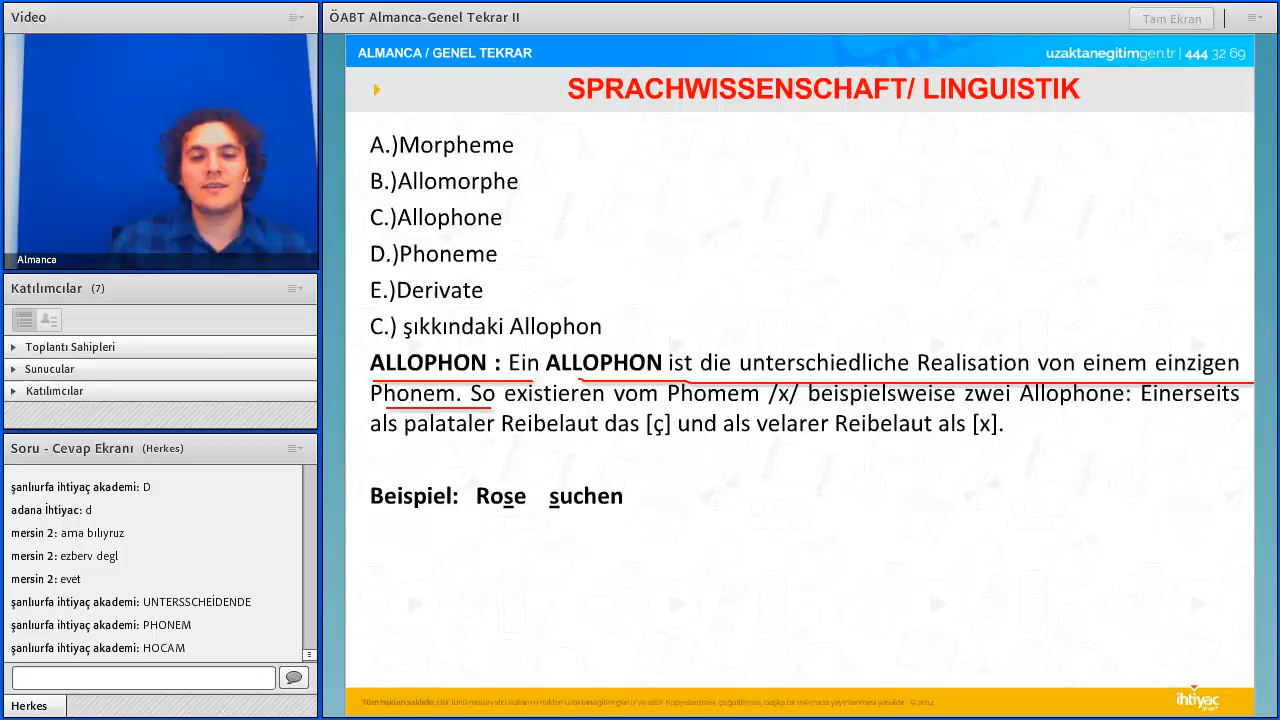 Video
ÖABT Almanca-Genel Tekrar II
Tam Ekran
ALMANCA / GENEL TEKRAR
uzaktanegitimgen.tr | 444 32 69
SPRACHWISSENSCHAFT/ LINGUISTIK
A.)Morpheme
B.)Allomorphe
C.)Allophone
D.)Phoneme
E.)Derivate
C.) şıkkındaki Allophon
ALLOPHON : Ein ALLOPHON ist die unterschiedliche Realisation von einem einzigen
Phonem. So existieren vom Phomem /x/ beispielsweise zwei Allophone: Einerseits
als palataler Reibelaut das [ç] und als velarer Reibelaut als [x].
Beispiel: Rose suchen
Almanca
Katılımcılar (7)
Toplantı Sahipleri
Sunucular
Katılımcılar
Soru - Cevap Ekranı (Herkes)
şanlıurfa ihtiyaç akademi: D
adana İhtiyaç: d
mersin 2: ama bılıyruz
mersin 2: ezberv degl
mersin 2: evet
şanlıurfa ihtiyaç akademi: UNTERSSCHEİDENDE
şanlıurfa ihtiyaç akademi: PHONEM
şanlıurfa ihtiyaç akademi: HOCAM
Herkes
Tüm hakları saklıdır.
© 2014
ihtiyaç